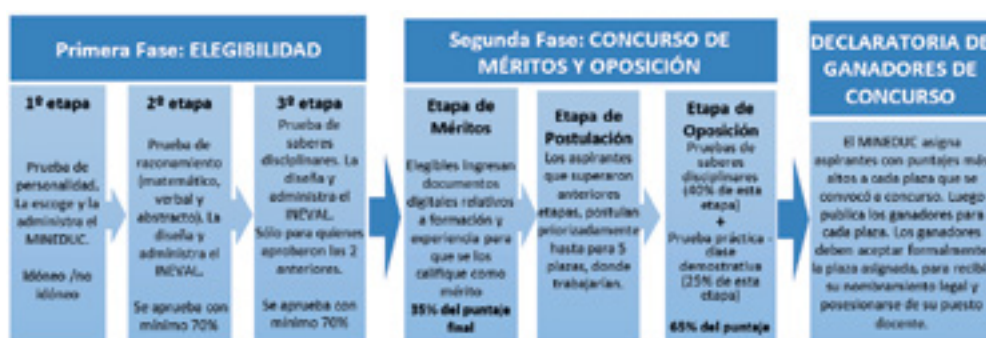 Primera Fase: ELEGIBILIDAD
1º etapa
Prueba de
personalidad.
La escoge y la
administra el
MINEDUC.
Idóneo /no
idóneo
2º etapa
Prueba de
razonamiento
(matemático,
verbal y
abstracto). La
diseña y
administra el
INEVAL.
Se aprueba con
mínimo 70%
3º etapa
Prueba de
saberes
disciplinares. La
diseña y
administra el
INEVAL.
Sólo para quienes
aprobaron las 2
anteriores.
Se aprueba con
mínimo 70%
Segunda Fase: CONCURSO DE
MÉRITOS Y OPOSICIÓN
Etapa de
Méritos
Elegibles ingresan
documentos
digitales relativos
a formación y
experiencia para
que se los
califique como
mérito
35% del puntaje
final
Etapa de
Postulación
Los aspirantes
que superaron
anteriores
etapas, postulan
priorizadamente
hasta para 5
plazas, donde
trabajarían.
Etapa de
Oposición
Pruebas de
saberes
disciplinares
(40% de esta
etapa)
+
Prueba práctica -
clase
demostrativa
(25% de esta
etapa)
65% del puntaje
DECLARATORIA DE
GANADORES DE
CONCURSO
El MINEDUC asigna
aspirantes con puntajes más
altos a cada plaza que se
convocó a concurso. Luego
publica los ganadores para
cada plaza. Los ganadores
deben aceptar formalmente
la plaza asignada, para recibir
su nombramiento legal y
posesionarse de su puesto
docente.